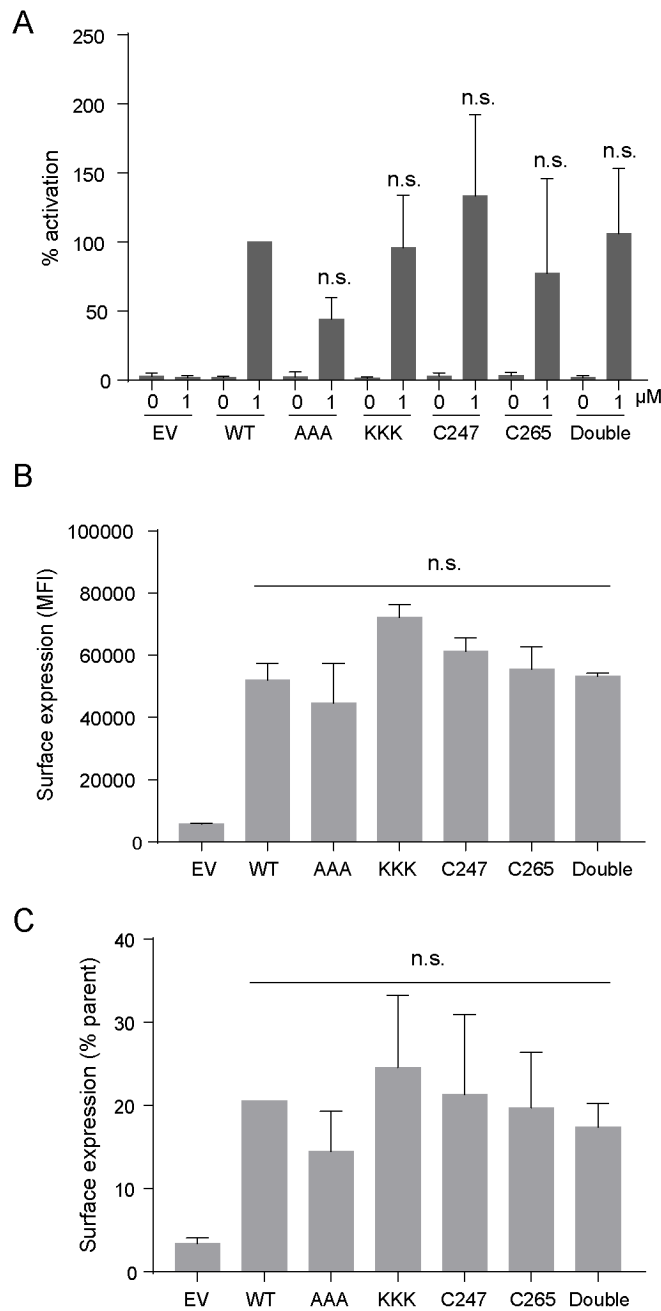 A
% activation
250
200
150
100
50
0
n.s.
n.s.
n.s.
n.s.
n.s.
0 1 0 1 0 1 0 1 0 1 0 1 0 1 µM
EV WT AAA KKK C247 C265 Double
B
Surface expression (MFI)
100000
80000
60000
40000
20000
0
n.s.
EV WT AAA KKK C247 C265 Double
C
Surface expression (% parent)
40
30
20
10
0
n.s.
EV WT AAA KKK C247 C265 Double